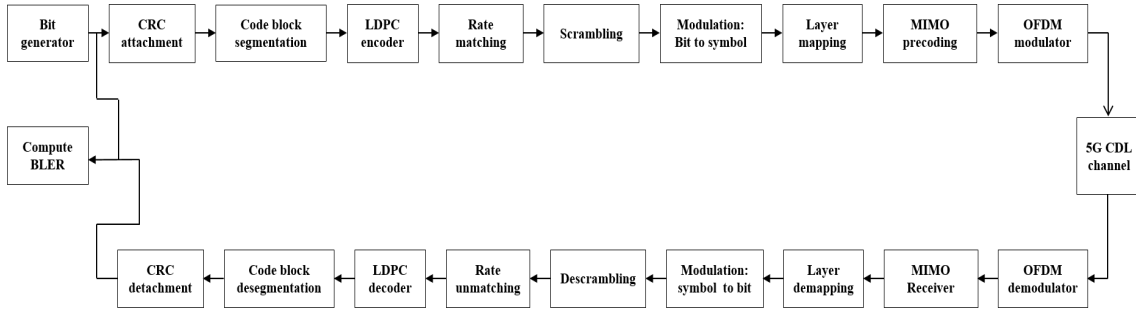 Bit
generator
CRC
attachment
Code block
segmentation
LDPC
encoder
Rate
matching
Scrambling
Modulation:
Bit to symbol
Layer
mapping
MIMO
precoding
OFDM
modulator
Compute
BLER
5G CDL
channel
CRC
detachment
Code block
desegmentation
LDPC
decoder
Rate
unmatching
Descrambling
Modulation:
symbol to bit
Layer
demapping
MIMO
Receiver
OFDM
demodulator